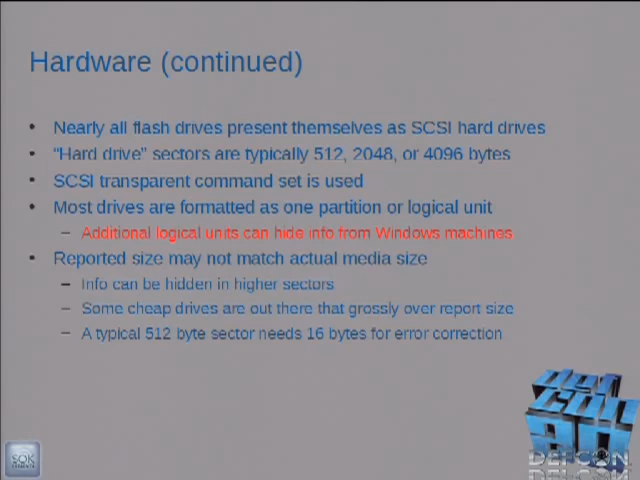 Hardware (continued)
• Nearly all flash drives present themselves as SCSI hard drives
• "Hard drive" sectors are typically 512, 2048, or 4096 bytes
• SCSI transparent command set is used
• Most drives are formatted as one partition or logical unit
– Additional logical units can hide info from Windows machines
• Reported size may not match actual media size
– Info can be hidden in higher sectors
– Some cheap drives are out there that grossly over report size
– A typical 512 byte sector needs 16 bytes for error correction
DEFCON